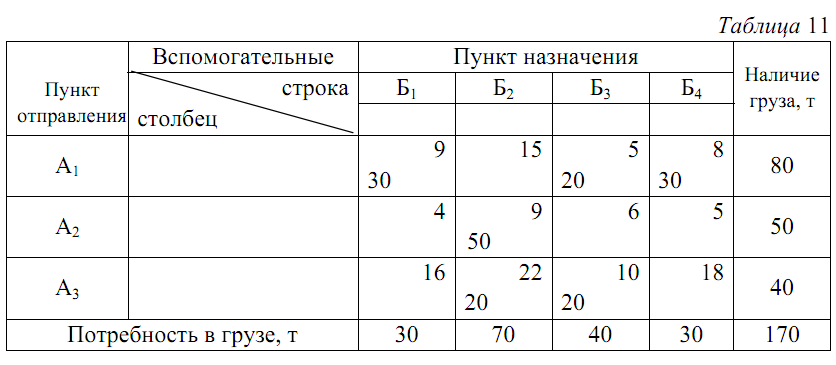 Таблица 11
Пункт отправления Вспомогательные строка столбец Пункт назначения Наличие груза, т
Б₁ Б₂ Б₃ Б₄
А₁ 9 30 15 5 20 8 30 80
А₂ 4 9 50 6 5 50
А₃ 16 22 20 10 20 18 40
Потребность в грузе, т 30 70 40 30 170